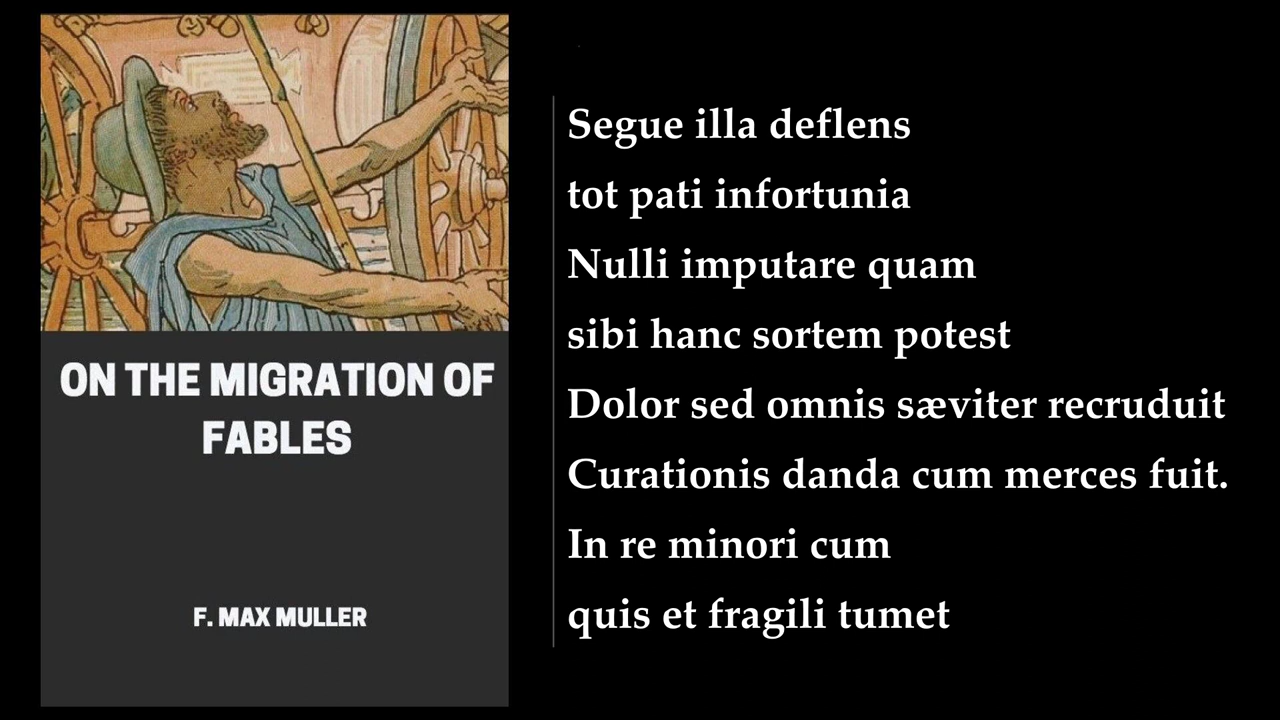 ON THE MIGRATION OF
FABLES
F. MAX MULLER
Segue illa deflens
tot pati infortunia
Nulli imputare quam
sibi hanc sortem potest
Dolor sed omnis sæviter recruduit
Curationis danda cum merces fuit.
In re minori cum
quis et fragili tumet